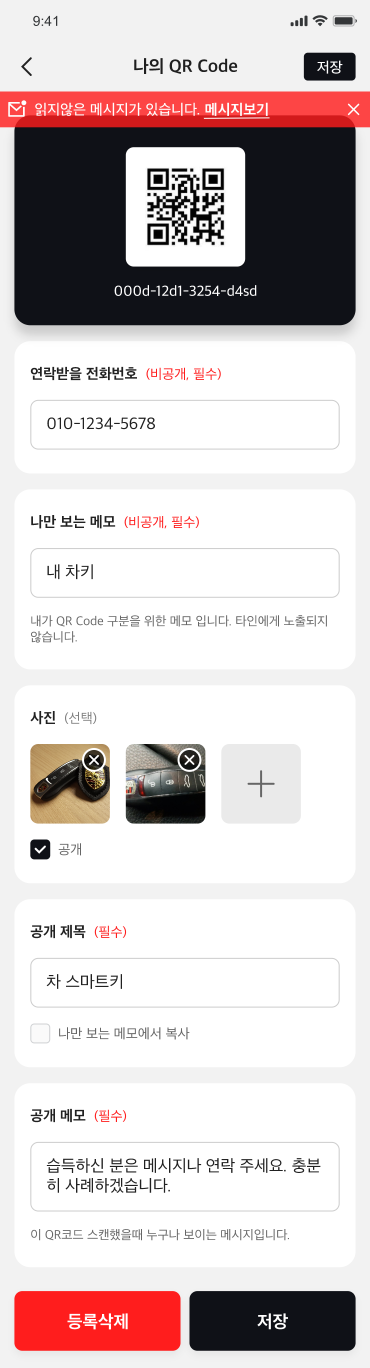 9:41
나의 QR Code
저장
읽지않은 메시지가 있습니다. 메시지보기
000d-12d1-3254-d4sd
연락받을 전화번호 (비공개, 필수)
010-1234-5678
나만 보는 메모 (비공개, 필수)
내 차키
내가 QR Code 구분을 위한 메모 입니다. 타인에게 노출되지
않습니다.
사진 (선택)
공개
공개 제목 (필수)
차 스마트키
나만 보는 메모에서 복사
공개 메모 (필수)
습득하신 분은 메시지나 연락 주세요. 충분
히 사례하겠습니다.
이 QR코드 스캔했을때 누구나 보이는 메시지입니다.
등록삭제
저장